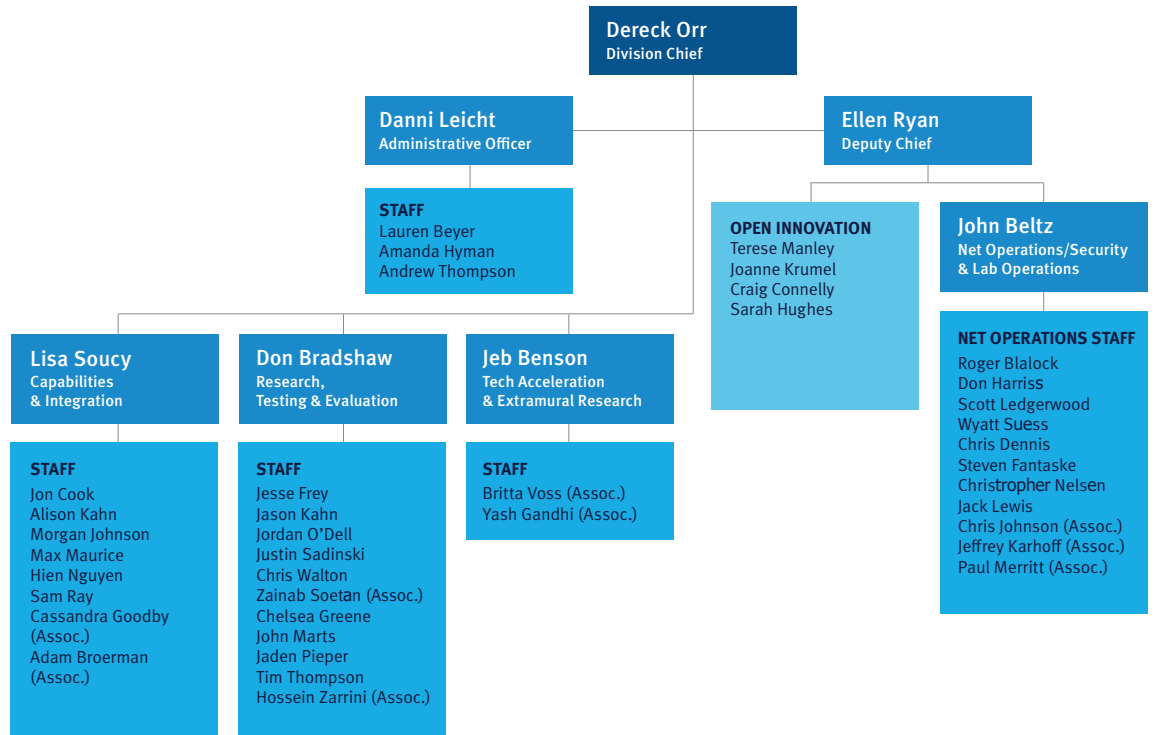 Dereck Orr
Division Chief
Danni Leicht
Administrative Officer
Ellen Ryan
Deputy Chief
STAFF
Lauren Beyer
Amanda Hyman
Andrew Thompson
OPEN INNOVATION
Terese Manley
Joanne Krumel
Craig Connelly
Sarah Hughes
John Beltz
Net Operations/Security
& Lab Operations
NET OPERATIONS STAFF
Roger Blalock
Don Harriss
Scott Ledgerwood
Wyatt Suess
Chris Dennis
Steven Fantaske
Christropher Nelsen
Jack Lewis
Chris Johnson (Assoc.)
Jeffrey Karhoff (Assoc.)
Paul Merritt (Assoc.)
Lisa Soucy
Capabilities
& Integration
STAFF
Jon Cook
Alison Kahn
Morgan Johnson
Max Maurice
Hien Nguyen
Sam Ray
Cassandra Goodby
(Assoc.)
Adam Broerman
(Assoc.)
Don Bradshaw
Research,
Testing & Evaluation
STAFF
Jesse Frey
Jason Kahn
Jordan O’Dell
Justin Sadinski
Chris Walton
Zainab Soetan (Assoc.)
Chelsea Greene
John Marts
Jaden Pieper
Tim Thompson
Hossein Zarrini (Assoc.)
Jeb Benson
Tech Acceleration
& Extramural Research
STAFF
Britta Voss (Assoc.)
Yash Gandhi (Assoc.)